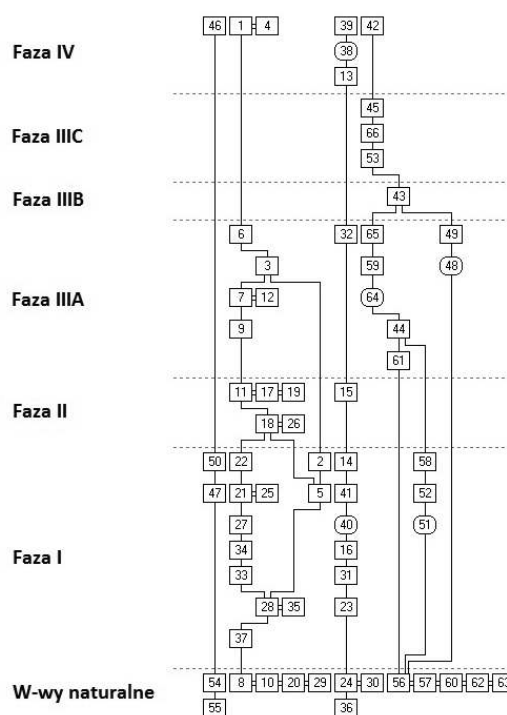 46 1 4 39 42
Faza IV
38
13
45
Faza IIIC
66
53
Faza IIIB
43
6 32 65 49
3 59 48
Faza IIIA
7 12 64
9 44
61
11 17 19 15
Faza II
18 26
50 22 2 14 58
47 21 25 5 41 52
27 40 51
Faza I
34 16
33 31
28 35 23
37
W-wy naturalne
54 8 10 20 29 24 30 56 57 60 62 63
55 36